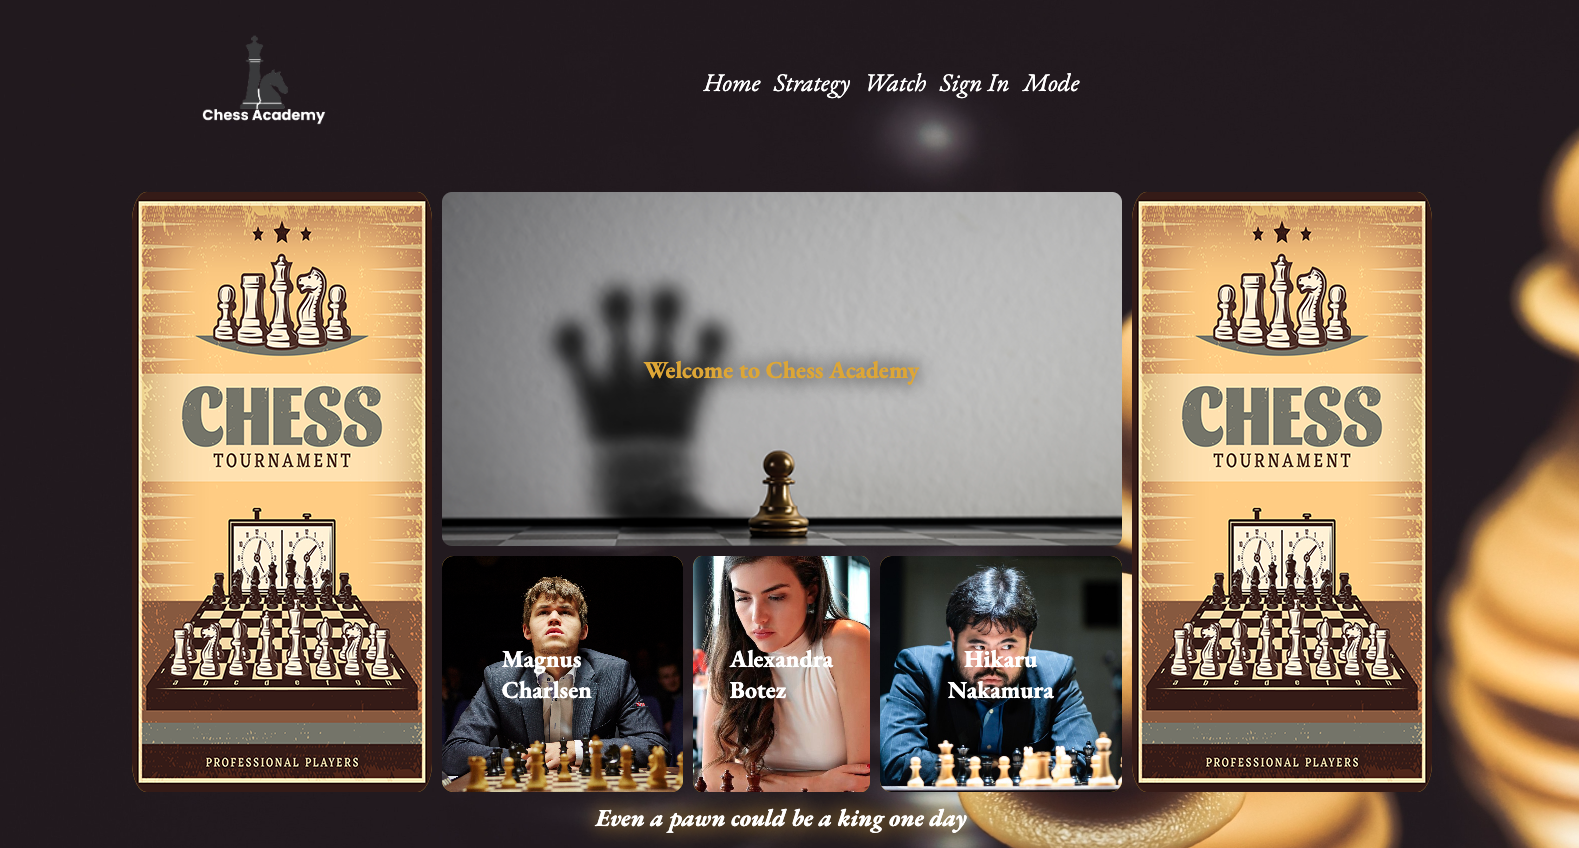 Chess Academy
Home Strategy Watch Sign In Mode
CHESS
TOURNAMENT
PROFESSIONAL PLAYERS
Welcome to Chess Academy
Magnus
Charlsen
Alexandra
Botez
Hikaru
Nakamura
CHESS
TOURNAMENT
PROFESSIONAL PLAYERS
Even a pawn could be a king one day